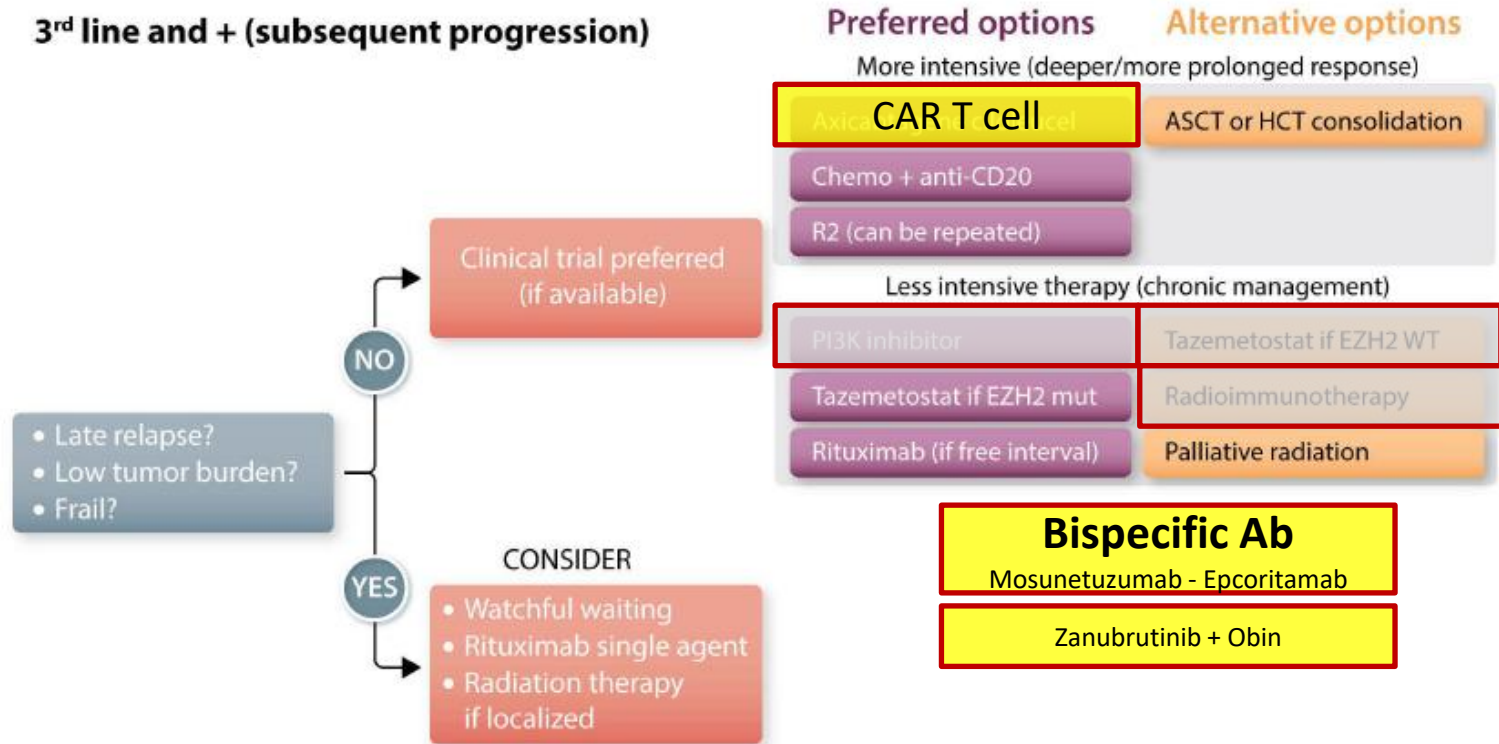 3rd line and + (subsequent progression)
Preferred options
Alternative options
More intensive (deeper/more prolonged response)
CAR T cell
ASCT or HCT consolidation
Chemo + anti-CD20
R2 (can be repeated)
Less intensive therapy (chronic management)
PI3K inhibitor
Tazemetostat if EZH2 WT
Tazemetostat if EZH2 mut
Radioimmunotherapy
Rituximab (if free interval)
Palliative radiation
Bispecific Ab
Mosunetuzumab - Epcoritamab
Zanubrutinib + Obin
Clinical trial preferred
(if available)
NO
• Late relapse?
• Low tumor burden?
• Frail?
YES
CONSIDER
• Watchful waiting
• Rituximab single agent
• Radiation therapy
if localized